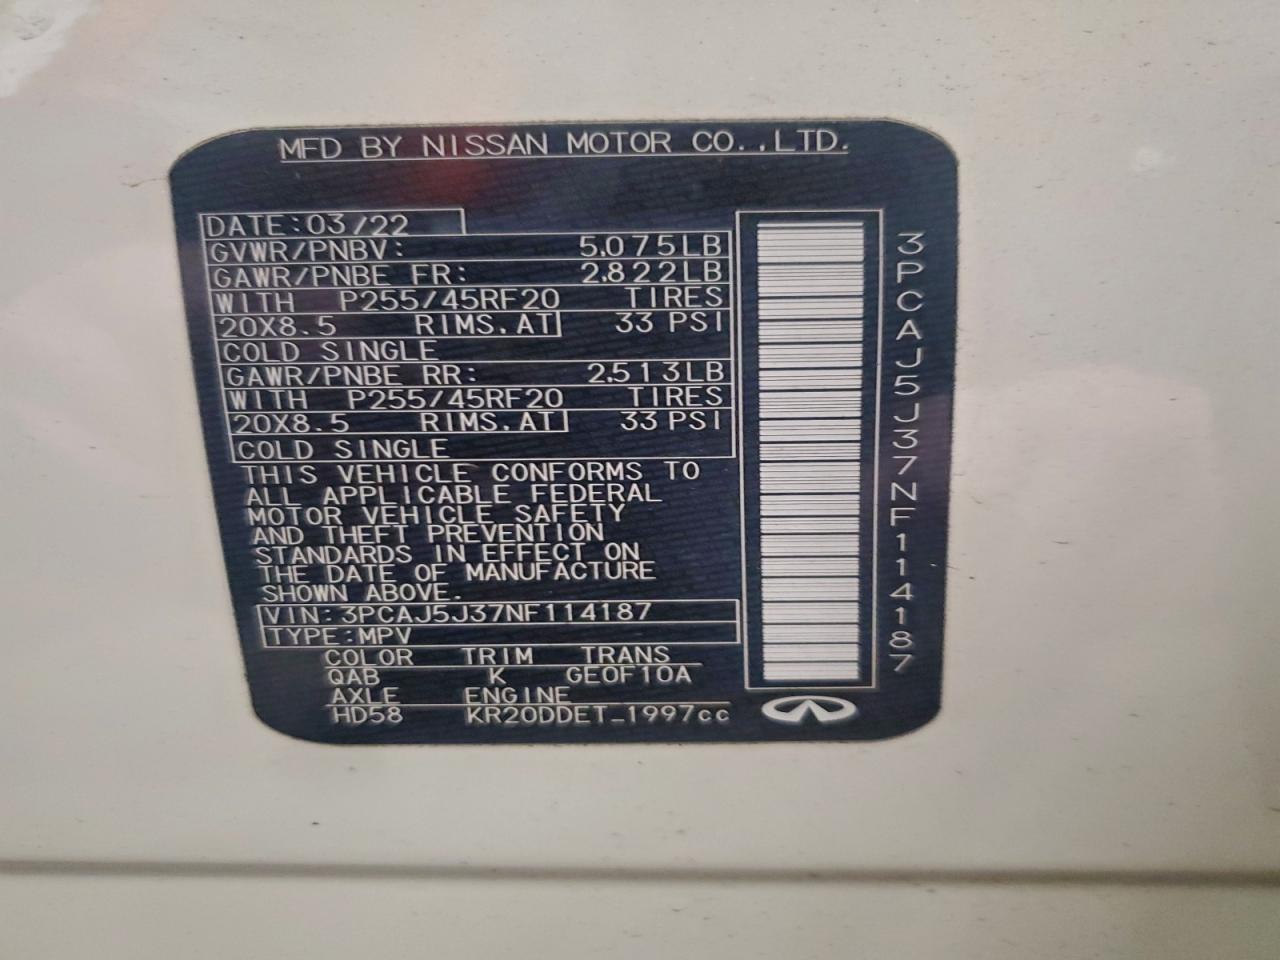 MFD BY NISSAN MOTOR CO.,LTD.
DATE:03/22
GVWR/PNBV: 5,075LB
GAWR/PNBE FR: 2,822LB
WITH P255/45RF20 TIRES
20X8.5 RIMS.AT 33 PSI
COLD SINGLE
GAWR/PNBE RR: 2,513LB
WITH P255/45RF20 TIRES
20X8.5 RIMS.AT 33 PSI
COLD SINGLE
THIS VEHICLE CONFORMS TO
ALL APPLICABLE FEDERAL
MOTOR VEHICLE SAFETY
AND THEFT PREVENTION
STANDARDS IN EFFECT ON
THE DATE OF MANUFACTURE
SHOWN ABOVE.
VIN:3PCAJ5J37NF114187
TYPE:MPV
COLOR TRIM TRANS
QAB K GE0F10A
AXLE ENGINE
HD58 KR20DDET_1997cc
3PCAJ5J37NF114187